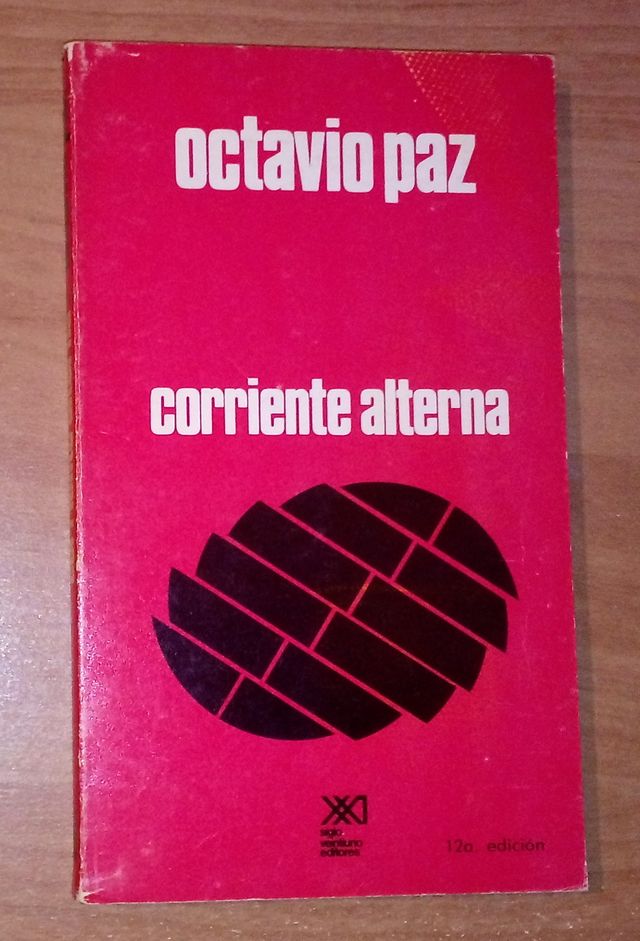 octavio paz
corriente alterna
siglo
veintiuno
editores
12a. edición